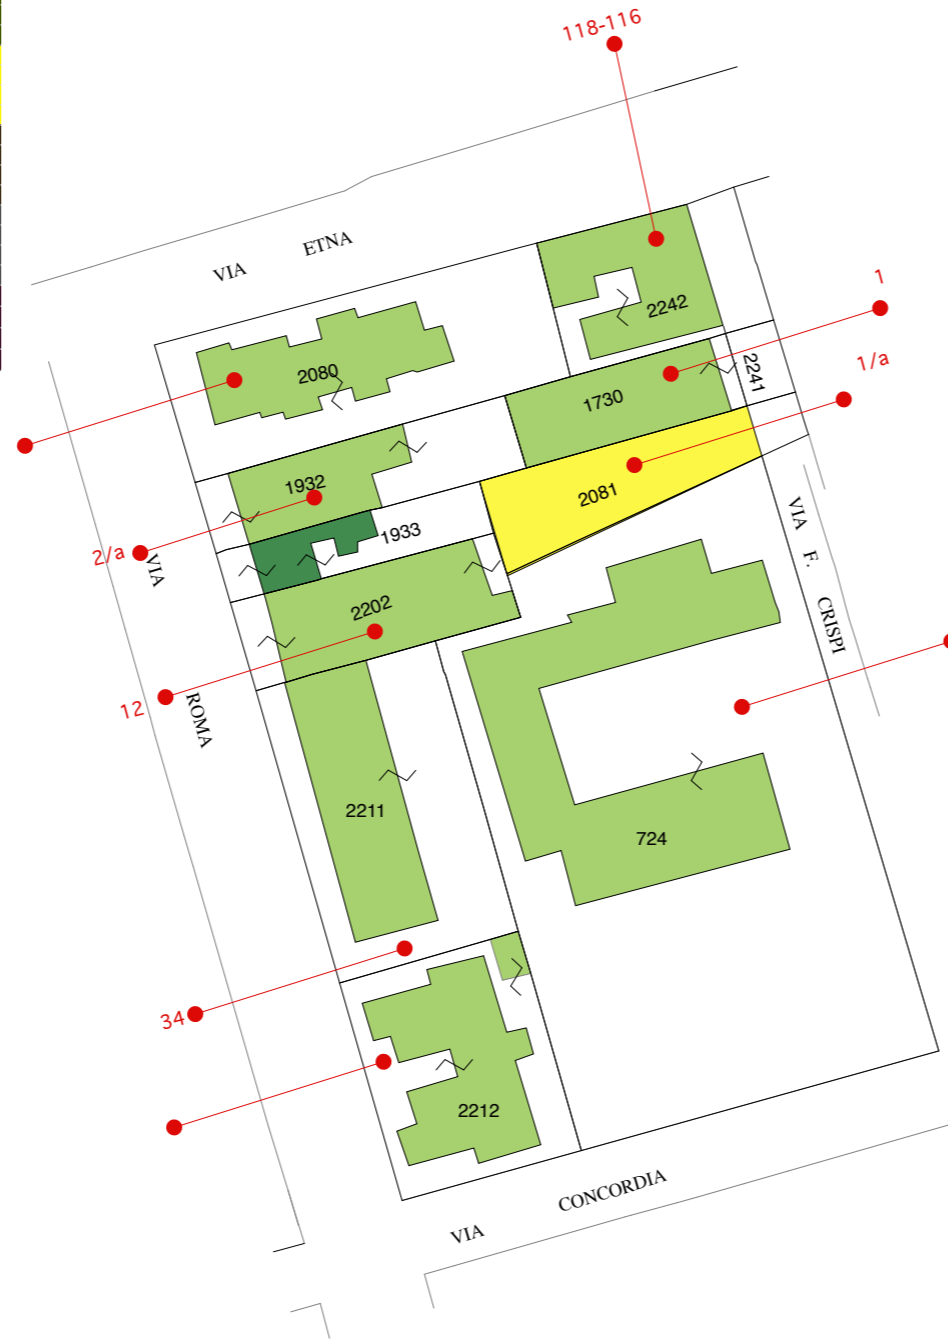 118-116
VIA ETNA
1
2242
1/a
2241
2080
1730
1932
2081
1933
2/a
VIA
VIA F. CRISPI
2202
12
ROMA
2211
724
34
2212
CONCORDIA
VIA